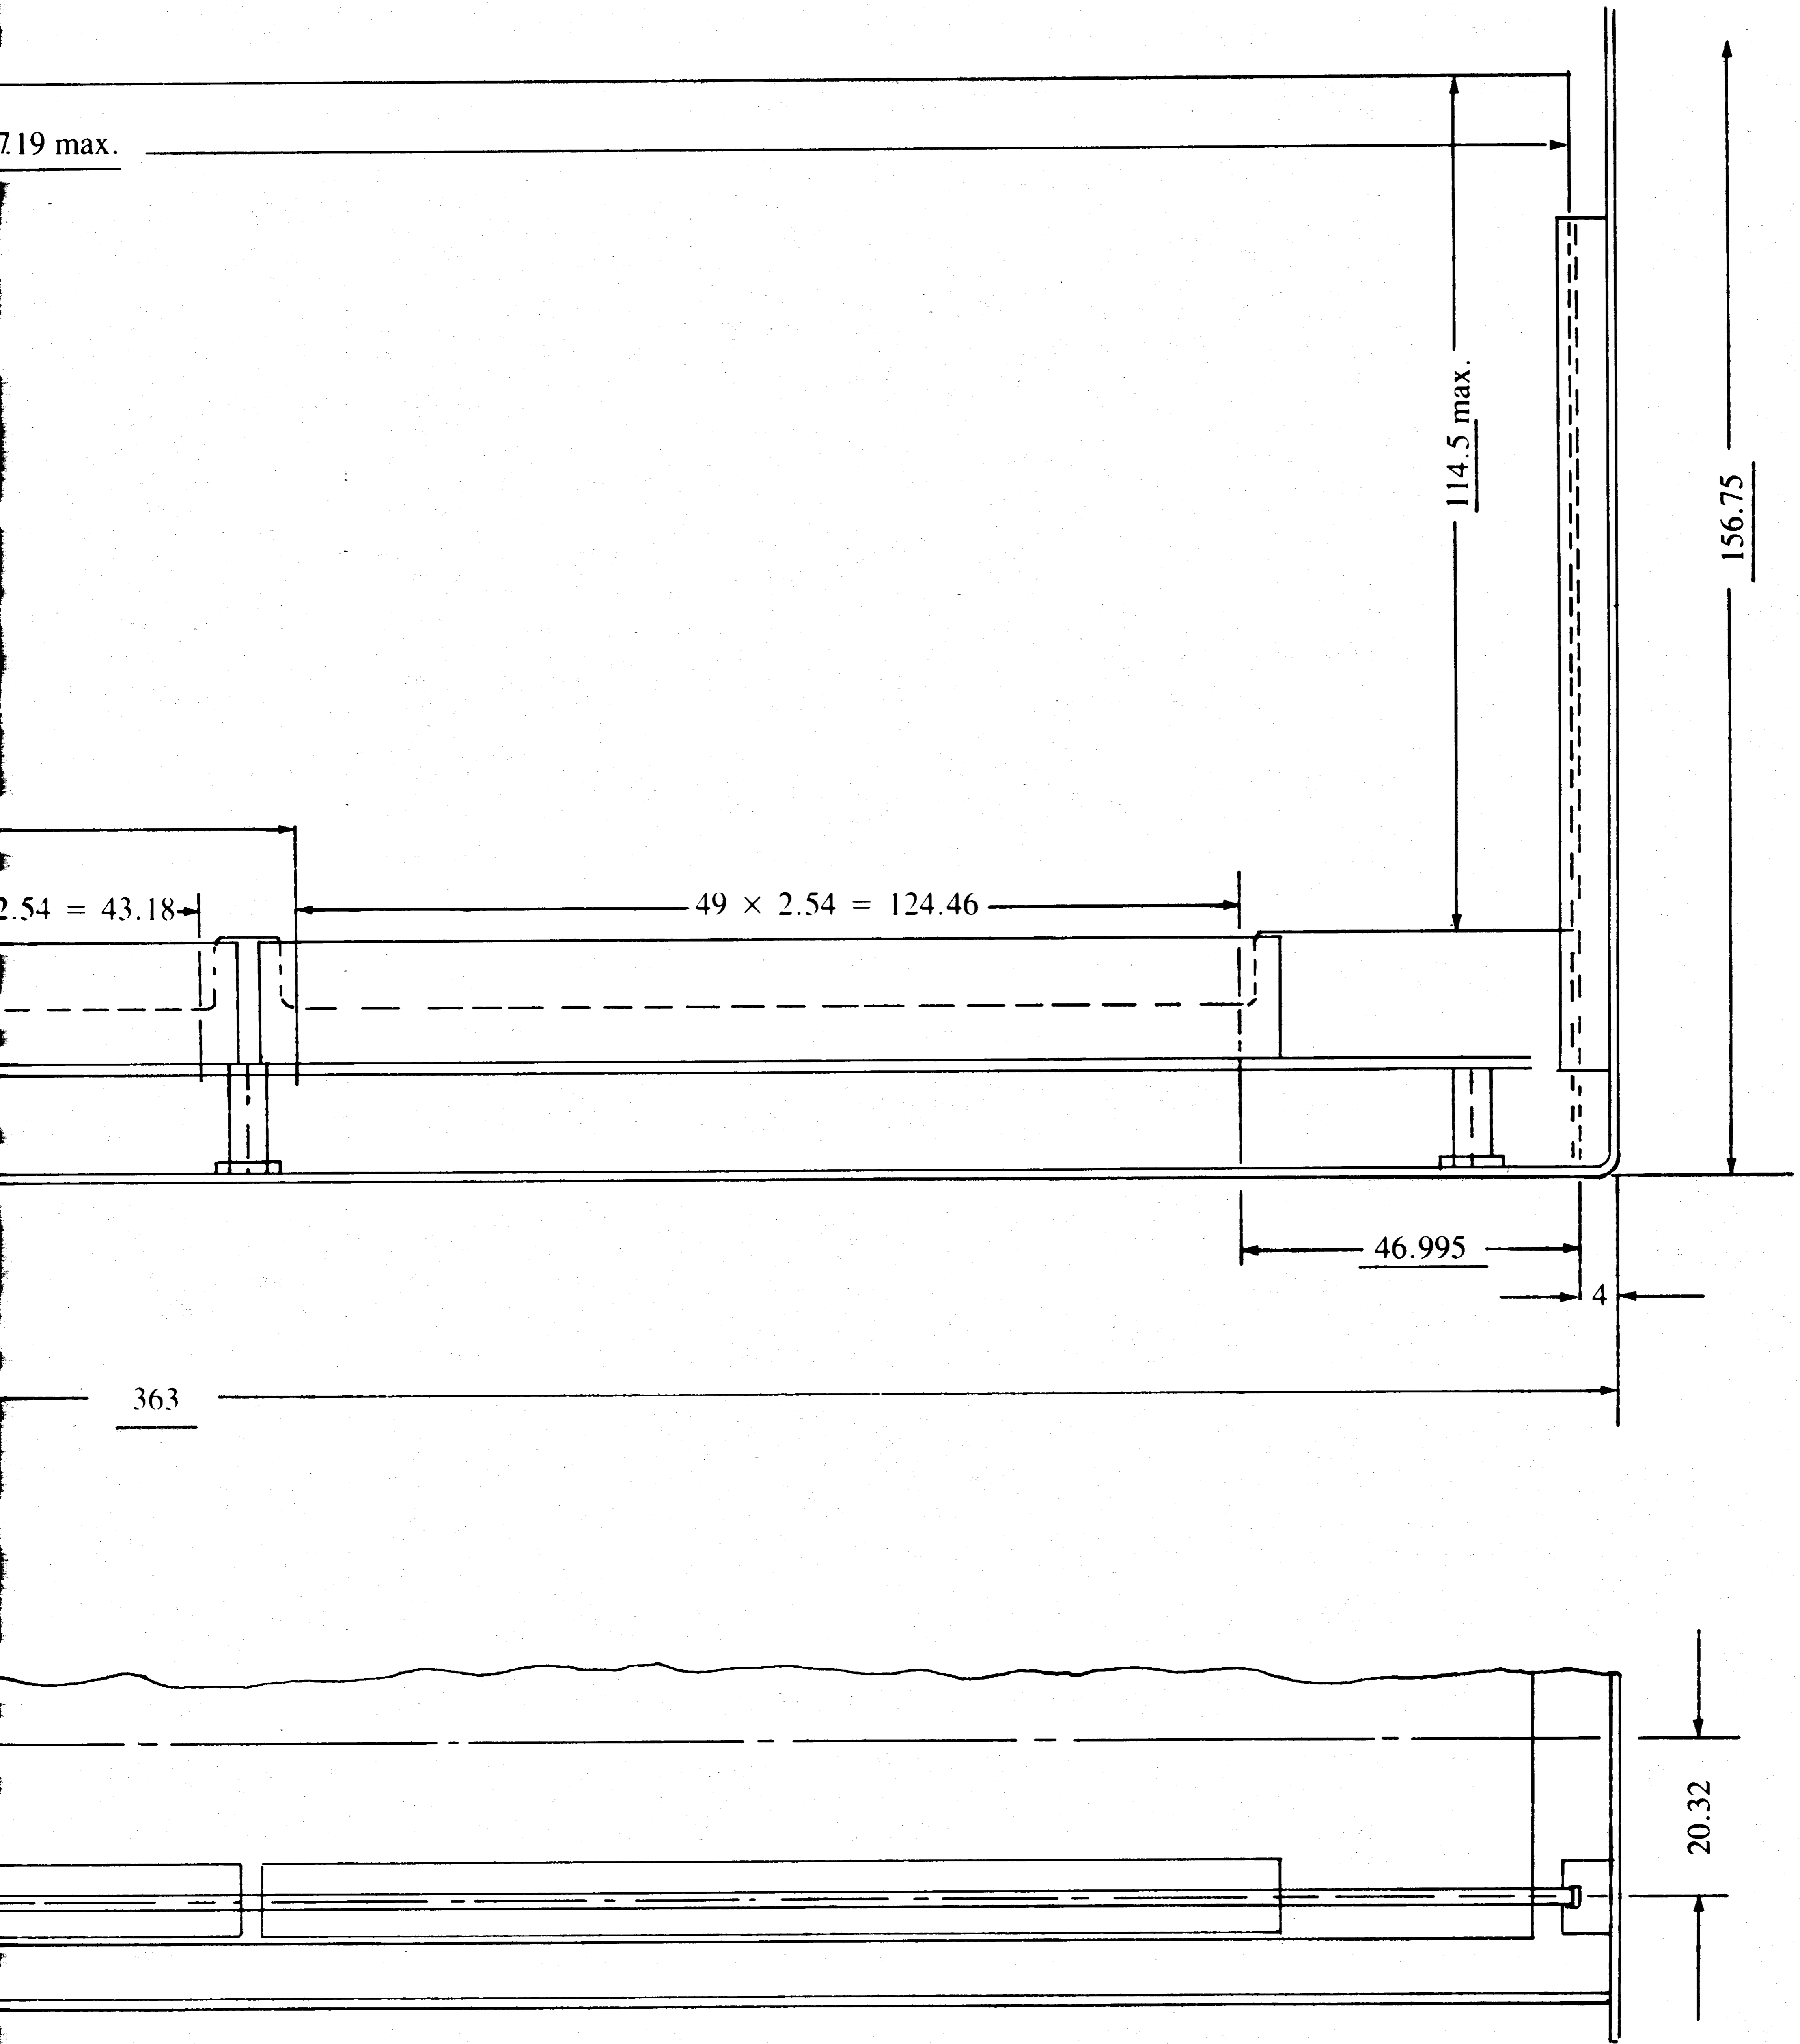 7.19 max.
114.5 max.
156.75
2.54 = 43.18
49 × 2.54 = 124.46
46.995
4
363
20.32